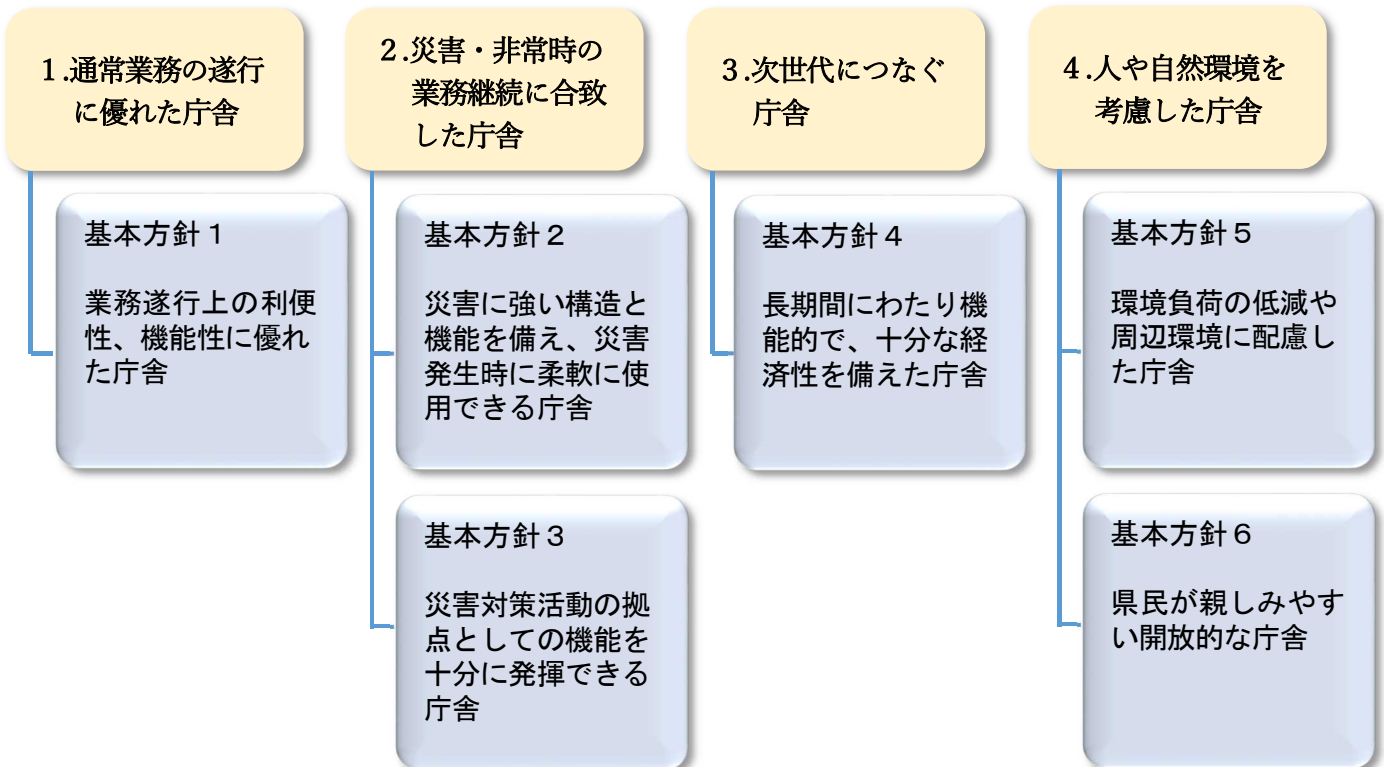 1.通常業務の遂行
に優れた庁舎
基本方針1
業務遂行上の利便
性、機能性に優れ
た庁舎
2.災害・非常時の
業務継続に合致
した庁舎
基本方針2
災害に強い構造と
機能を備え、災害
発生時に柔軟に使
用できる庁舎
基本方針3
災害対策活動の拠
点としての機能を
十分に発揮できる
庁舎
3.次世代につなぐ
庁舎
基本方針4
長期間にわたり機
能的で、十分な経
済性を備えた庁舎
4.人や自然環境を
考慮した庁舎
基本方針5
環境負荷の低減や
周辺環境に配慮し
た庁舎
基本方針6
県民が親しみやす
い開放的な庁舎